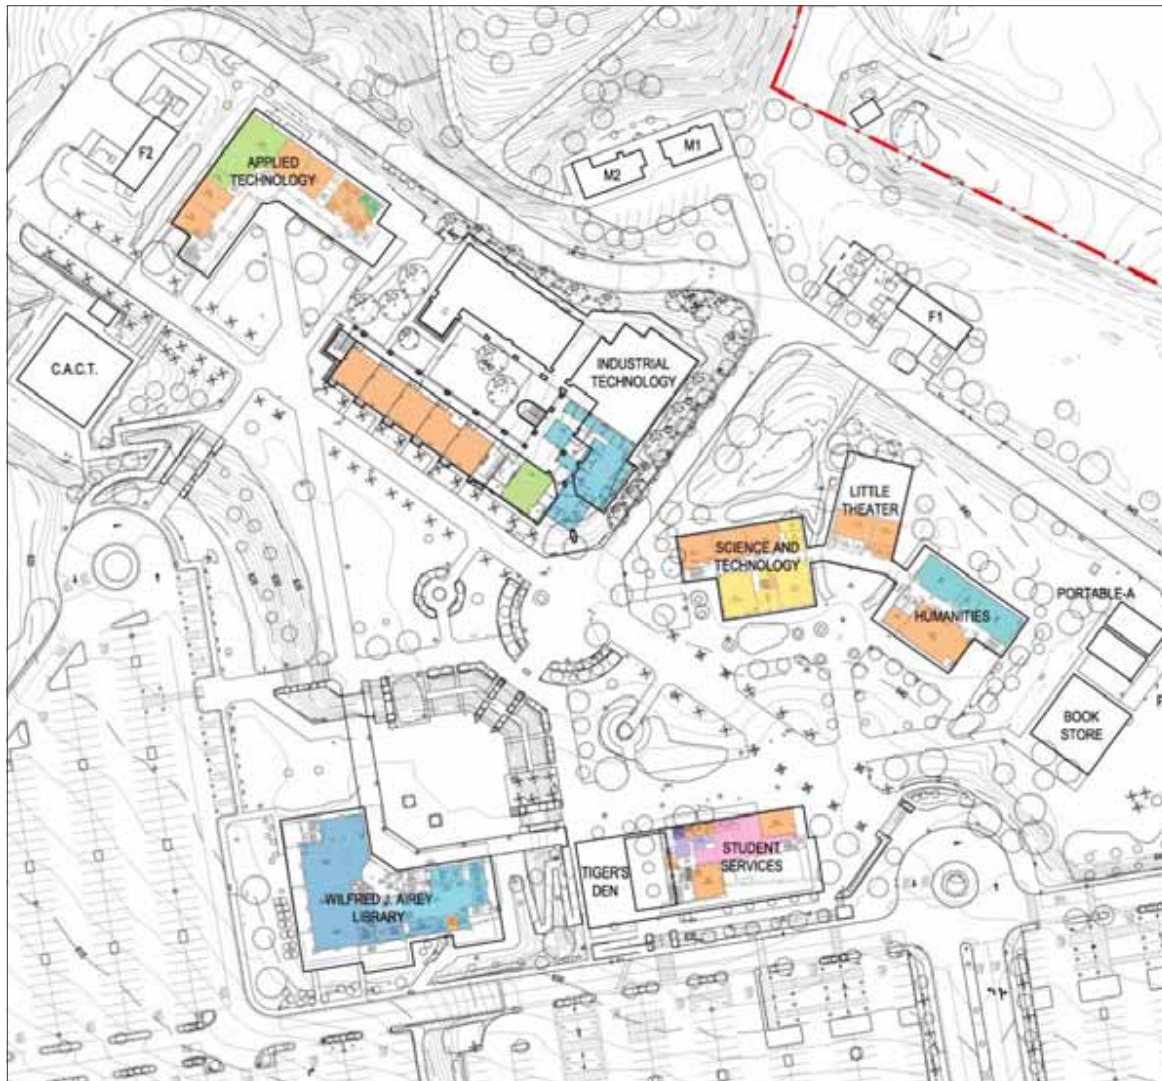 M1
M2
F2
APPLIED
TECHNOLOGY
F1
C.A.C.T.
INDUSTRIAL
TECHNOLOGY
LITTLE
THEATER
SCIENCE AND
TECHNOLOGY
PORTABLE-A
HUMANITIES
BOOK
STORE
STUDENT
SERVICES
TIGER'S
DEN
WILFRED J. AIREY
LIBRARY